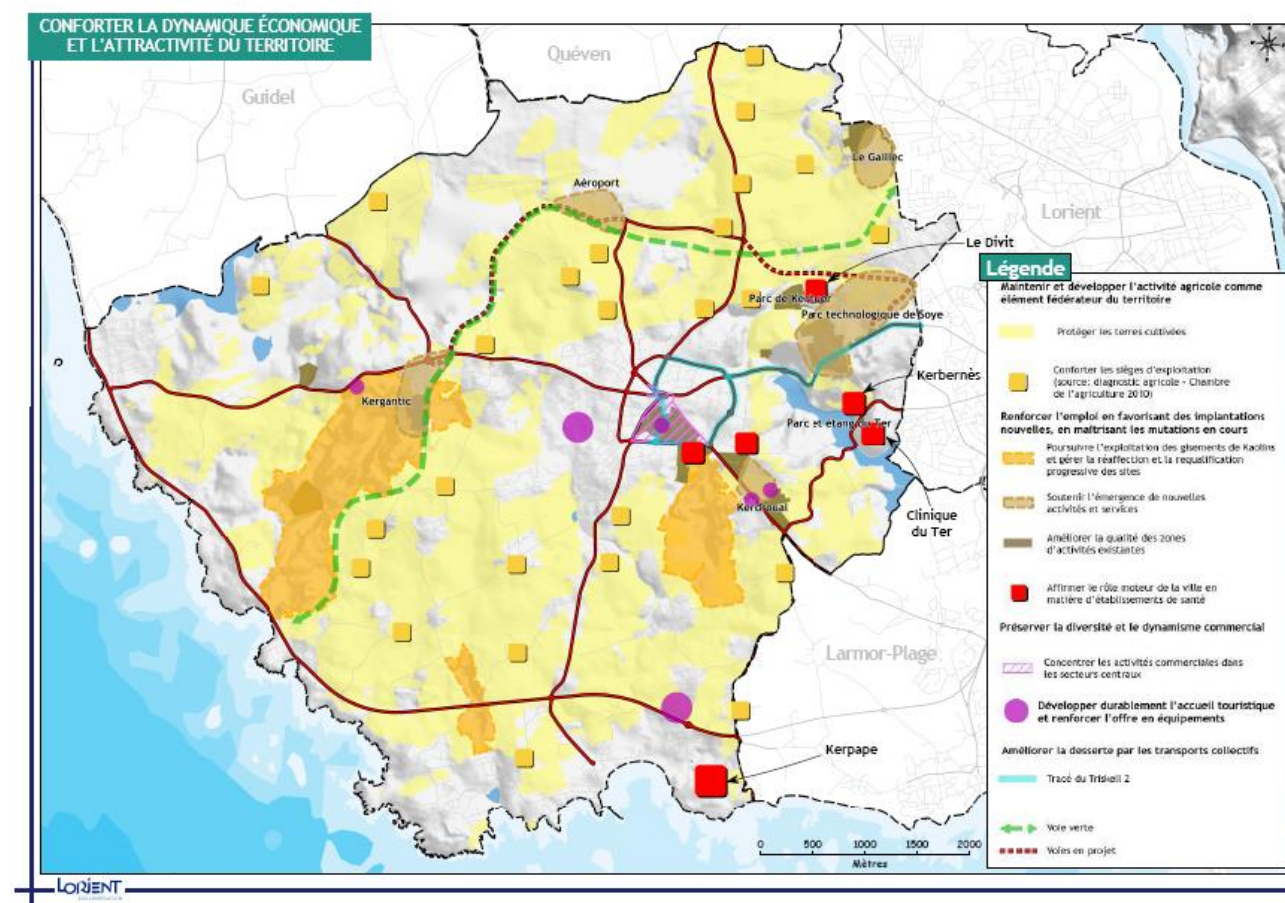 CONFORTER LA DYNAMIQUE ÉCONOMIQUE
ET L'ATTRACTIVITÉ DU TERRITOIRE
Quéven
Guidel
Le Gaillec
Aéroport
Lorient
Le Divit
Parc de Kerluer
Parc technologique de Soye
Kerbernès
Kergantic
Parc et étang du Ter
Kerdroual
Clinique
du Ter
Larmor-Plage
Kerpape
0 500 1000 1500 2000
Mètres
Légende
Maintenir et développer l'activité agricole comme
élément fédérateur du territoire
Protéger les terres cultivées
Conforter les sièges d'exploitation
(source: diagnostic agricole - Chambre
de l'agriculture 2010)
Renforcer l'emploi en favorisant des implantations
nouvelles, en maîtrisant les mutations en cours
Poursuivre l'exploitation des gisements de Kaolins
et gérer la réaffection et la requalification
progressive des sites
Soutenir l'émergence de nouvelles
activités et services
Améliorer la qualité des zones
d'activités existantes
Affirmer le rôle moteur de la ville en
matière d'établissements de santé
Préserver la diversité et le dynamisme commercial
Concentrer les activités commerciales dans
les secteurs centraux
Développer durablement l'accueil touristique
et renforcer l'offre en équipements
Améliorer la desserte par les transports collectifs
Tracé du Triskell 2
Voie verte
Voies en projet
LORIENT